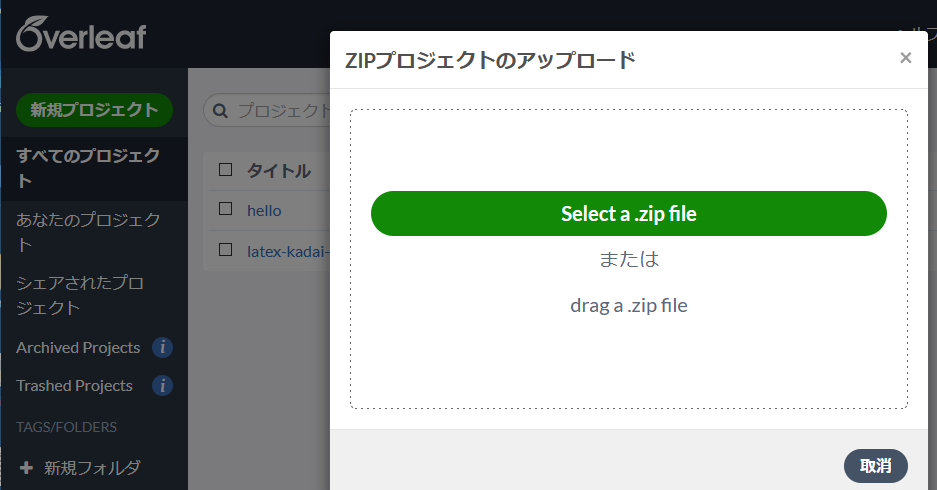 Overleaf
ZIPプロジェクトのアップロード
×
新規プロジェクト
プロジェクト
すべてのプロジェク
ト
タイトル
Select a .zip file
hello
または
あなたのプロジェク
ト
latex-kadai-
シェアされたプロ
ジェクト
drag a .zip file
Archived Projects i
Trashed Projects i
TAGS/FOLDERS
+ 新規フォルダ
取消